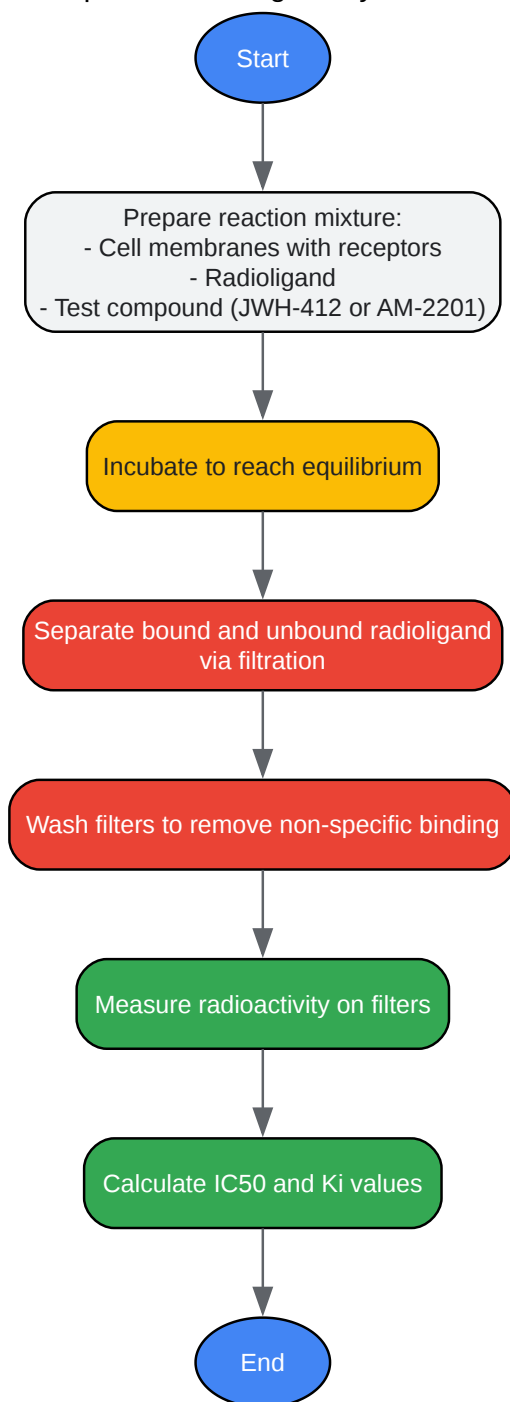 Start
Prepare reaction mixture:
- Cell membranes with receptors
- Radioligand
- Test compound (JWH-412 or AM-2201)
Incubate to reach equilibrium
Separate bound and unbound radioligand
via filtration
Wash filters to remove non-specific binding
Measure radioactivity on filters
Calculate IC50 and Ki values
End